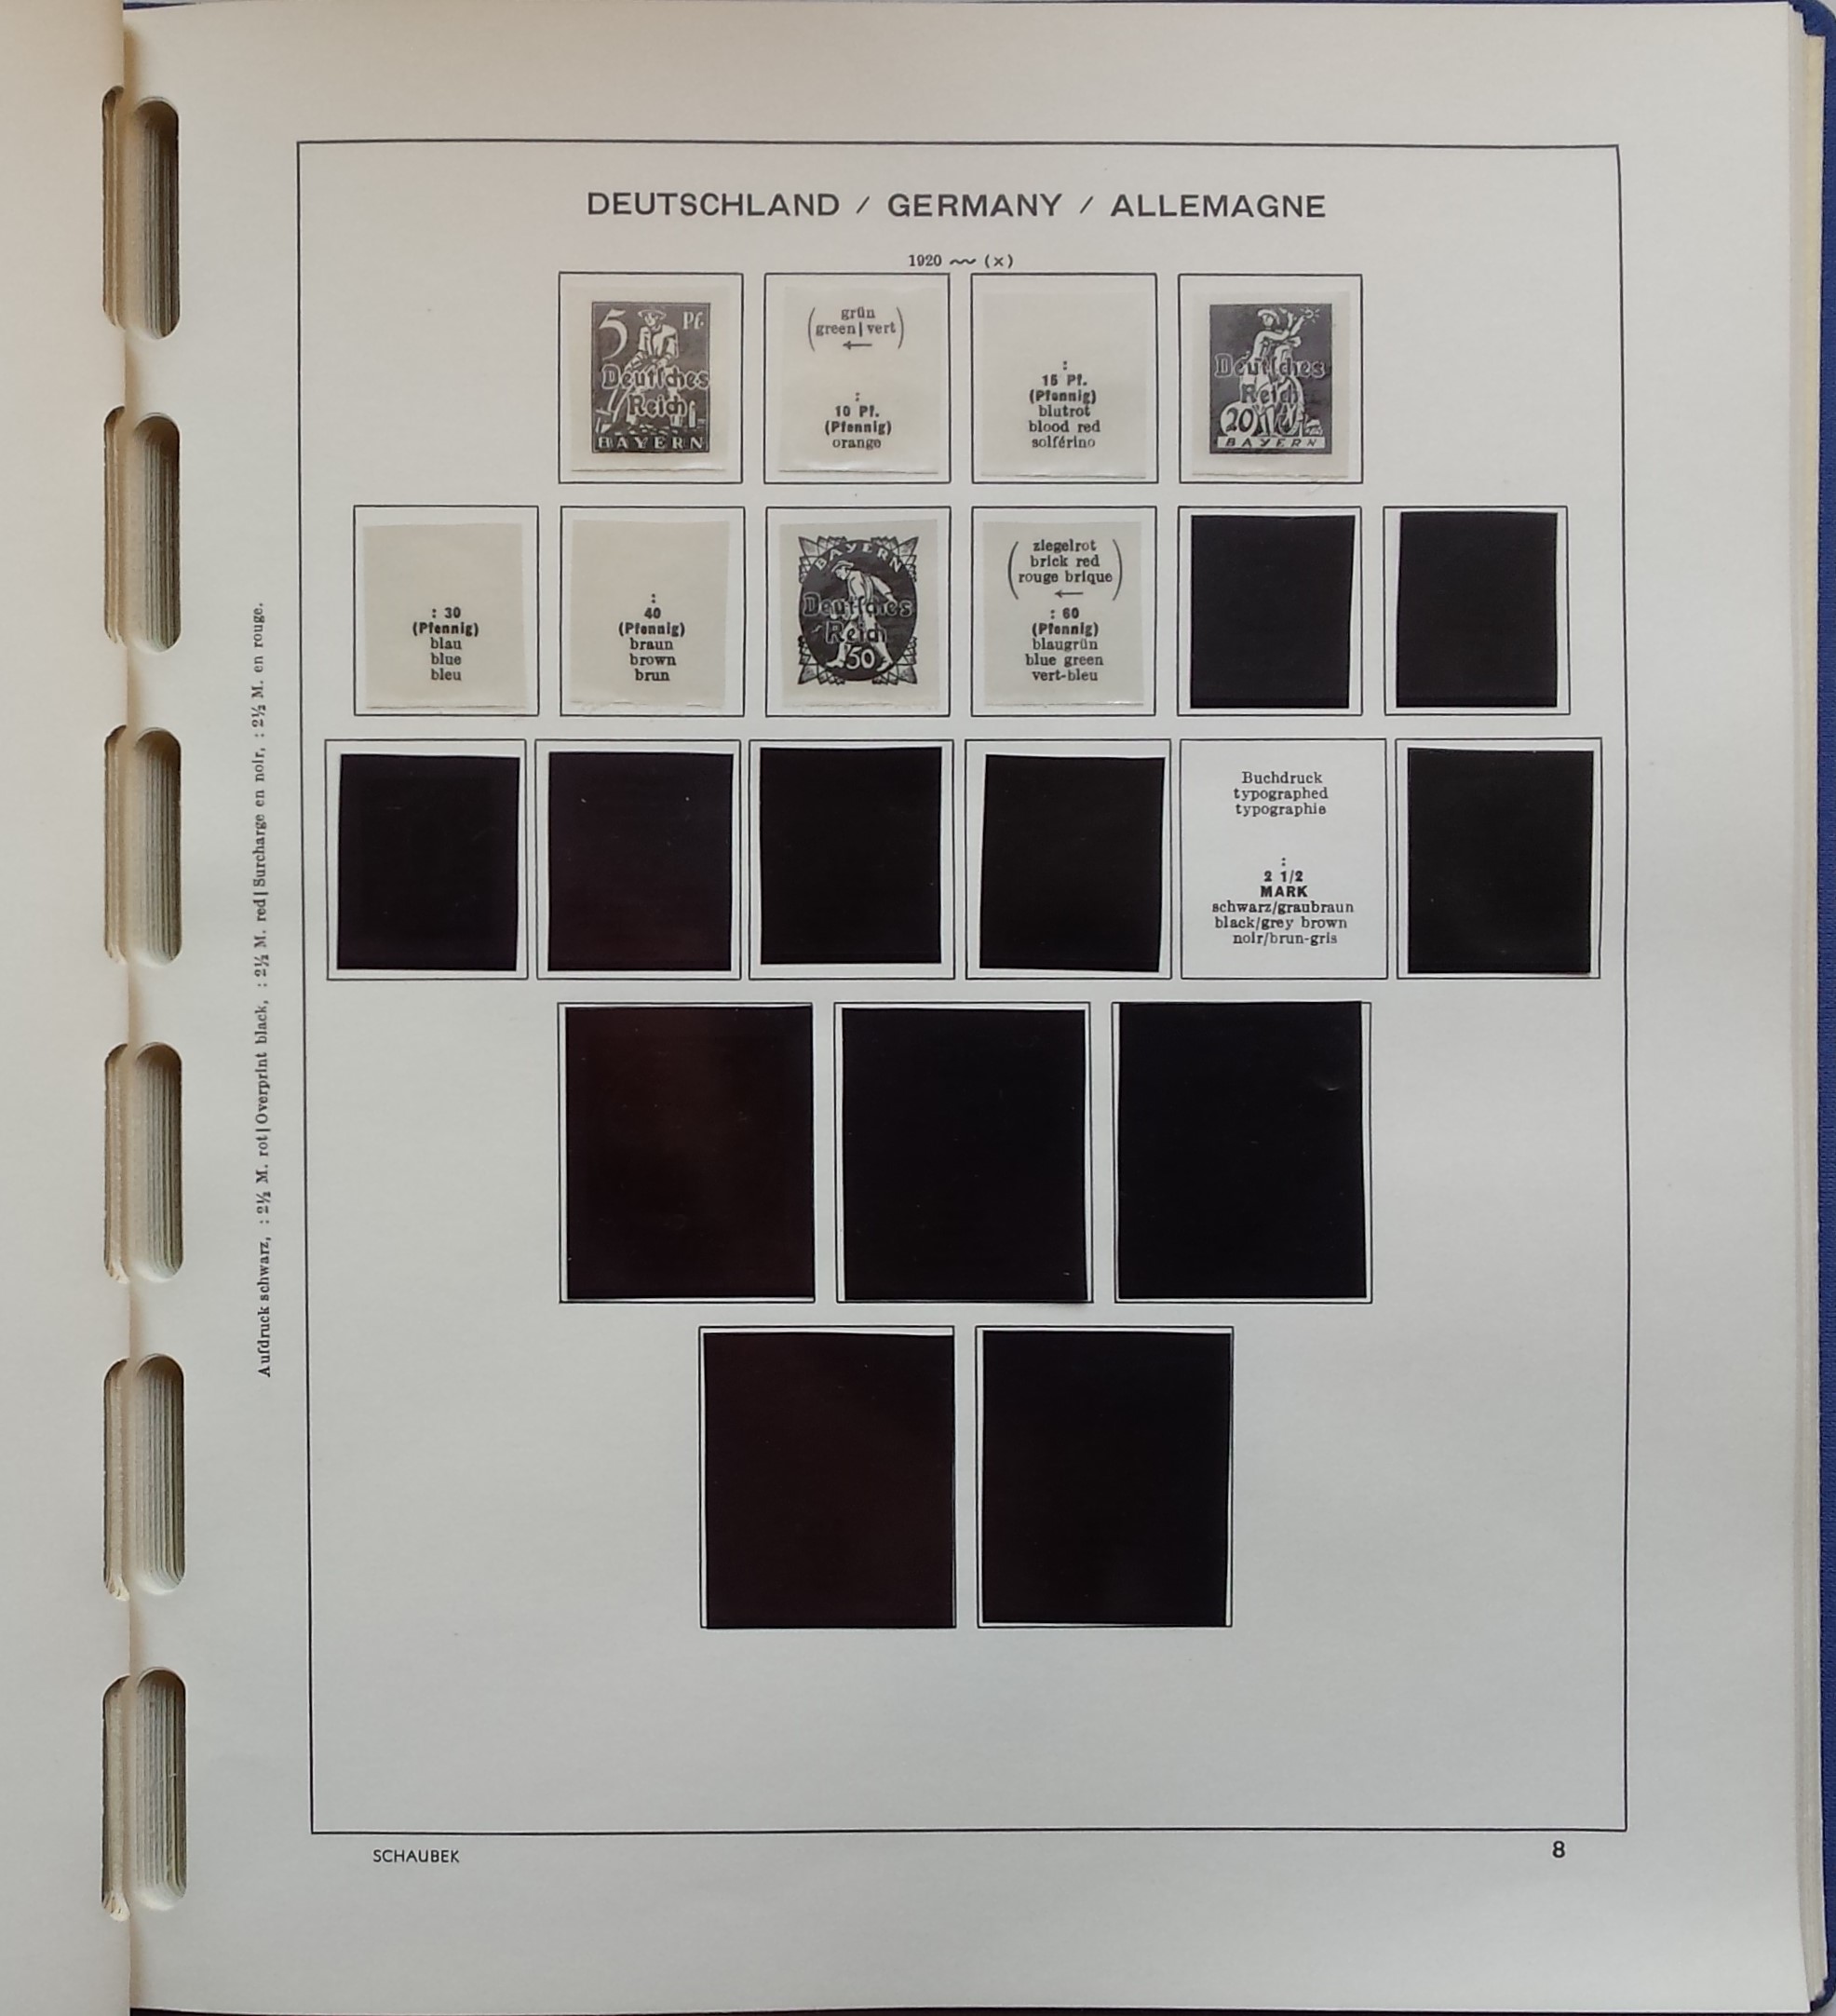 DEUTSCHLAND / GERMANY / ALLEMAGNE
1920 (×)
5 Pf.
Deutſches
Reich
BAYERN
(grün
green | vert)
←
:
10 Pf.
(Pfennig)
orange
:
15 Pf.
(Pfennig)
blutrot
blood red
solférino
Deutſches
Reich
20
BAYERN
: 30
(Pfennig)
blau
blue
bleu
:
40
(Pfennig)
braun
brown
brun
BAYERN
Deutſches
Reich
50
(ziegelrot
brick red
rouge brique)
←
: 60
(Pfennig)
blaugrün
blue green
vert-bleu
Buchdruck
typographed
typographie
:
2 1/2
MARK
schwarz/graubraun
black/grey brown
noir/brun-gris
Aufdruck schwarz, : 2½ M. rot | Overprint black, : 2½ M. red | Surcharge en noir, : 2½ M. en rouge.
SCHAUBEK
8